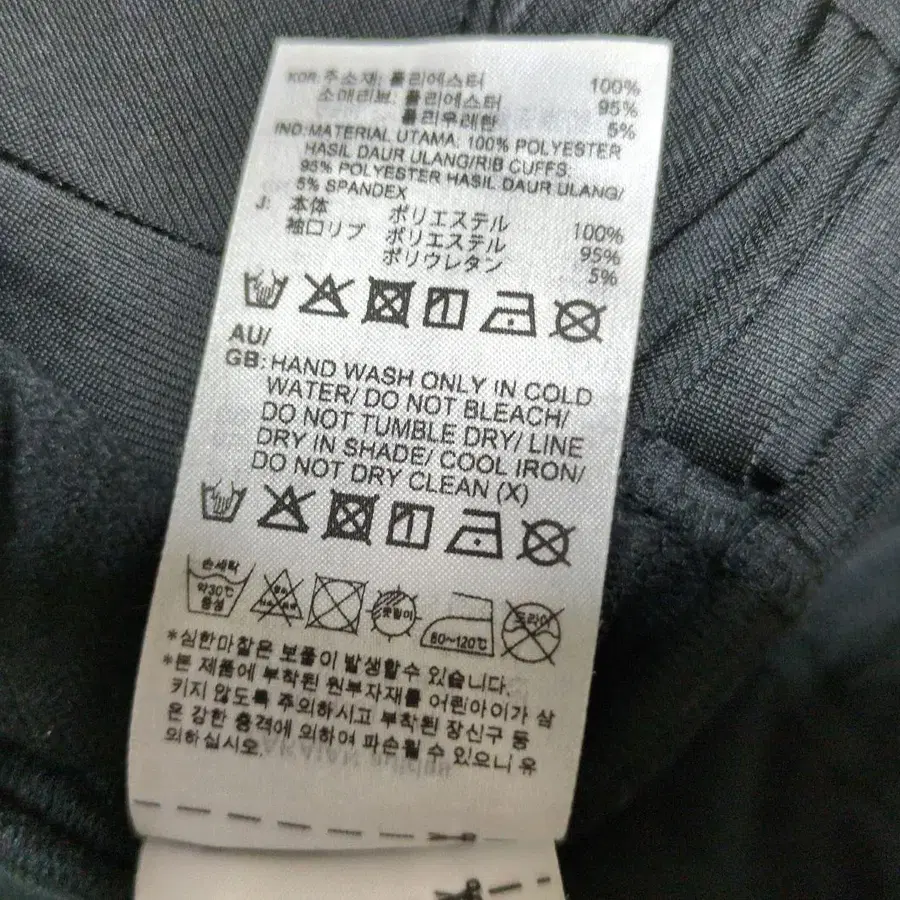 KOR: 주소재: 폴리에스터 100%
소매리브: 폴리에스터 95%
폴리우레탄 5%
IND: MATERIAL UTAMA: 100% POLYESTER
HASIL DAUR ULANG/RIB CUFFS:
95% POLYESTER HASIL DAUR ULANG/
5% SPANDEX
J: 本体 ポリエステル 100%
袖口リブ ポリエステル 95%
ポリウレタン 5%
AU/
GB: HAND WASH ONLY IN COLD
WATER/ DO NOT BLEACH/
DO NOT TUMBLE DRY/ LINE
DRY IN SHADE/ COOL IRON/
DO NOT DRY CLEAN (X)
손세탁
약30℃
중성
옷걸이
80~120℃
드라이
*심한마찰은 보풀이 발생할수 있습니다.
*본 제품에 부착된 원부자재를 어린아이가 삼
키지 않도록 주의하시고 부착된 장신구 등
은 강한 충격에 의하여 파손될 수 있으니 유
의하십시오.